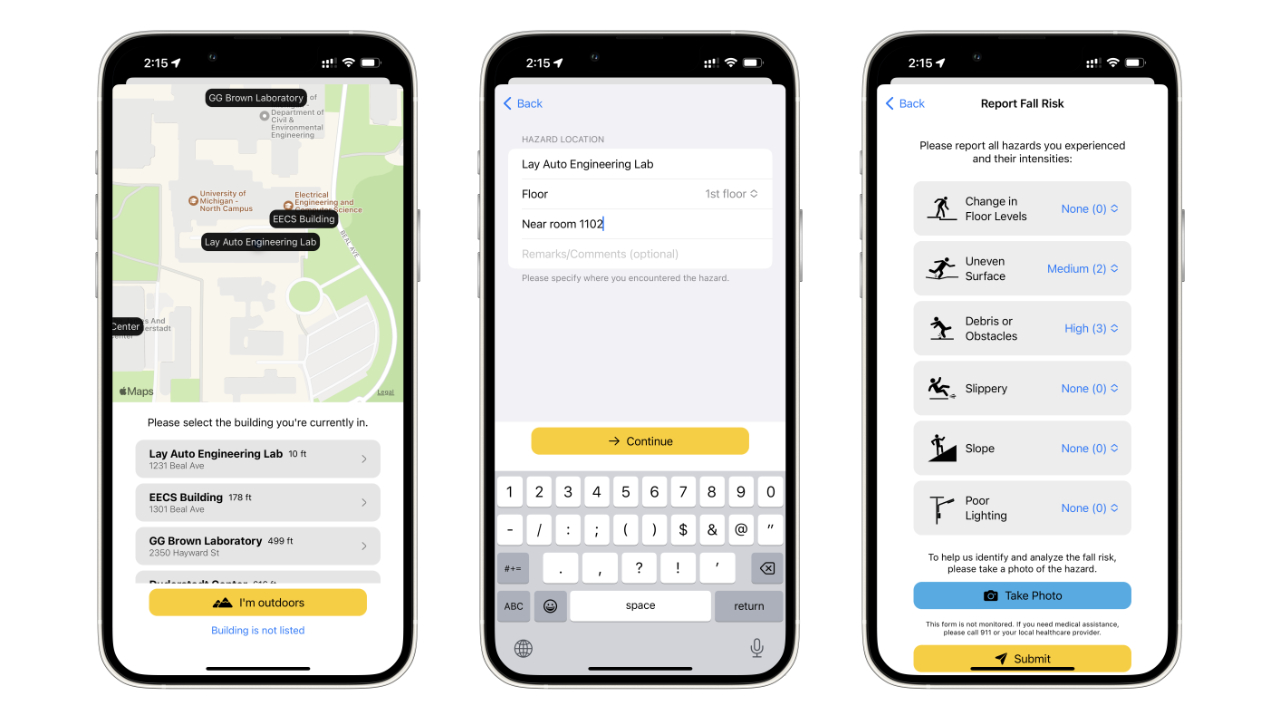 2:15
GG Brown Laboratory
of
Department of
Civil &
Environmental
Engineering
University of
Michigan -
North Campus
Electrical
Engineering and
Computer Science
EECS Building
Lay Auto Engineering Lab
BEAL AVE
Center
And
erstadt
Maps
Legal
Please select the building you're currently in.
Lay Auto Engineering Lab 10 ft
1231 Beal Ave
EECS Building 178 ft
1301 Beal Ave
GG Brown Laboratory 499 ft
2350 Hayward St
Duderstadt Center 616 ft
I'm outdoors
Building is not listed
2:15
Back
HAZARD LOCATION
Lay Auto Engineering Lab
Floor 1st floor
Near room 1102
Remarks/Comments (optional)
Please specify where you encountered the hazard.
Continue
1 2 3 4 5 6 7 8 9 0
- / : ; ( ) $ & @ "
#+= . , ? ! '
ABC space return
2:15
Back Report Fall Risk
Please report all hazards you experienced
and their intensities:
Change in
Floor Levels
None (0)
Uneven
Surface
Medium (2)
Debris or
Obstacles
High (3)
Slippery None (0)
Slope None (0)
Poor
Lighting
None (0)
To help us identify and analyze the fall risk,
please take a photo of the hazard.
Take Photo
This form is not monitored. If you need medical assistance,
please call 911 or your local healthcare provider.
Submit